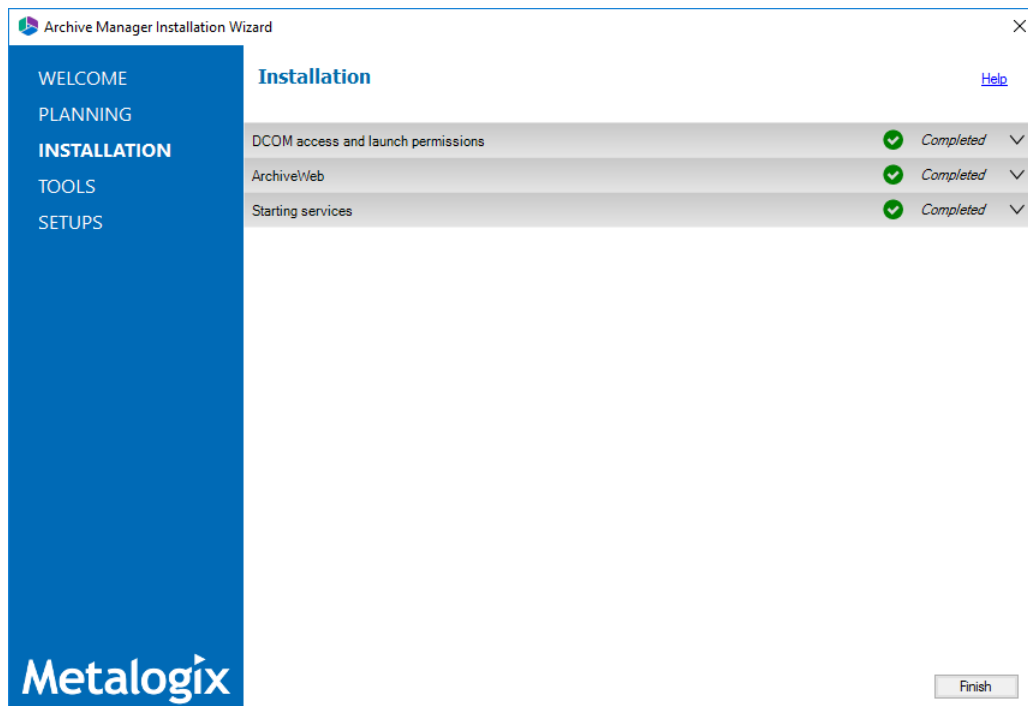 Archive Manager Installation Wizard
WELCOME
PLANNING
INSTALLATION
TOOLS
SETUPS
Installation
Help
DCOM access and launch permissions Completed
ArchiveWeb Completed
Starting services Completed
Metalogix
Finish